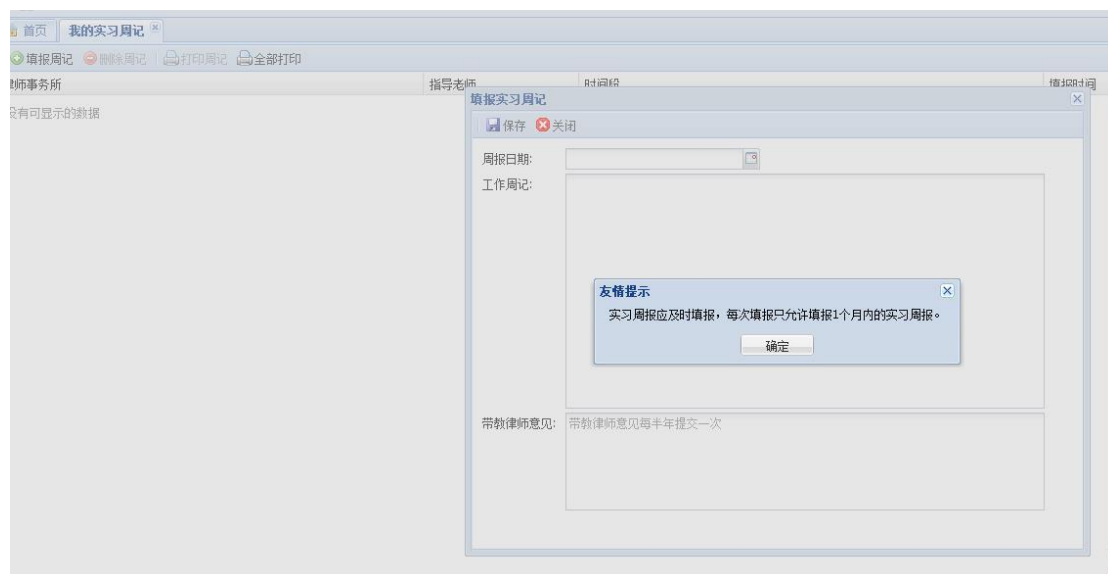 首页 我的实习周记
填报周记 删除周记 打印周记 全部打印
师事务所 指导老师 时间段 填报时间
没有可显示的数据
填报实习周记
保存 关闭
周报日期:
工作周记:
友情提示
实习周报应及时填报，每次填报只允许填报1个月内的实习周报。
确定
带教律师意见: 带教律师意见每半年提交一次